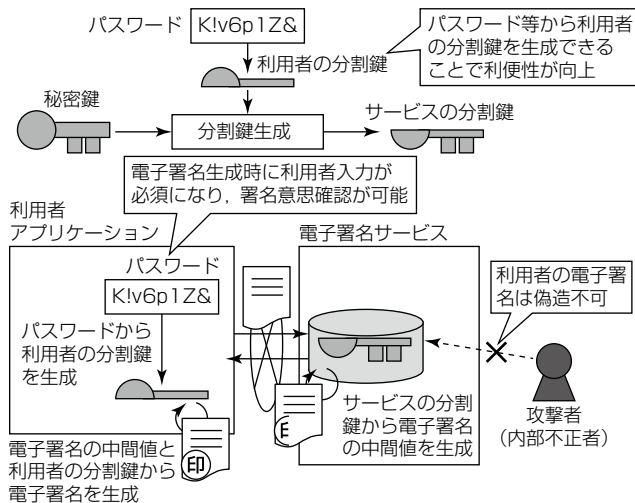 パスワード
K!v6p1Z&
パスワード等から利用者
の分割鍵を生成できる
ことで利便性が向上
利用者の分割鍵
秘密鍵
分割鍵生成
サービスの分割鍵
電子署名生成時に利用者入力が
必須になり，署名意思確認が可能
利用者
アプリケーション
パスワード
K!v6p1Z&
パスワードから
利用者の分割鍵
を生成
印
電子署名の中間値と
利用者の分割鍵から
電子署名を生成
電子署名サービス
サービスの分割
鍵から電子署名
の中間値を生成
利用者の電子署
名は偽造不可
攻撃者
（内部不正者）